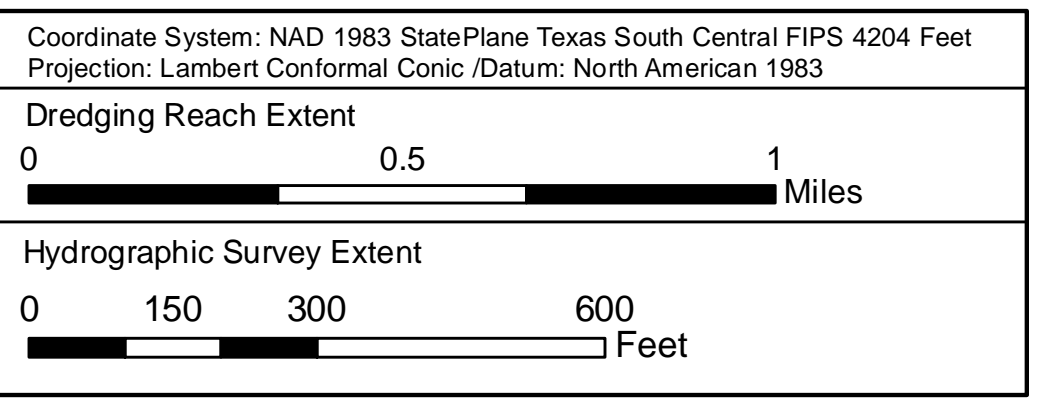 Coordinate System: NAD 1983 StatePlane Texas South Central FIPS 4204 Feet
Projection: Lambert Conformal Conic /Datum: North American 1983
Dredging Reach Extent
0 0.5 1
Miles
Hydrographic Survey Extent
0 150 300 600
Feet